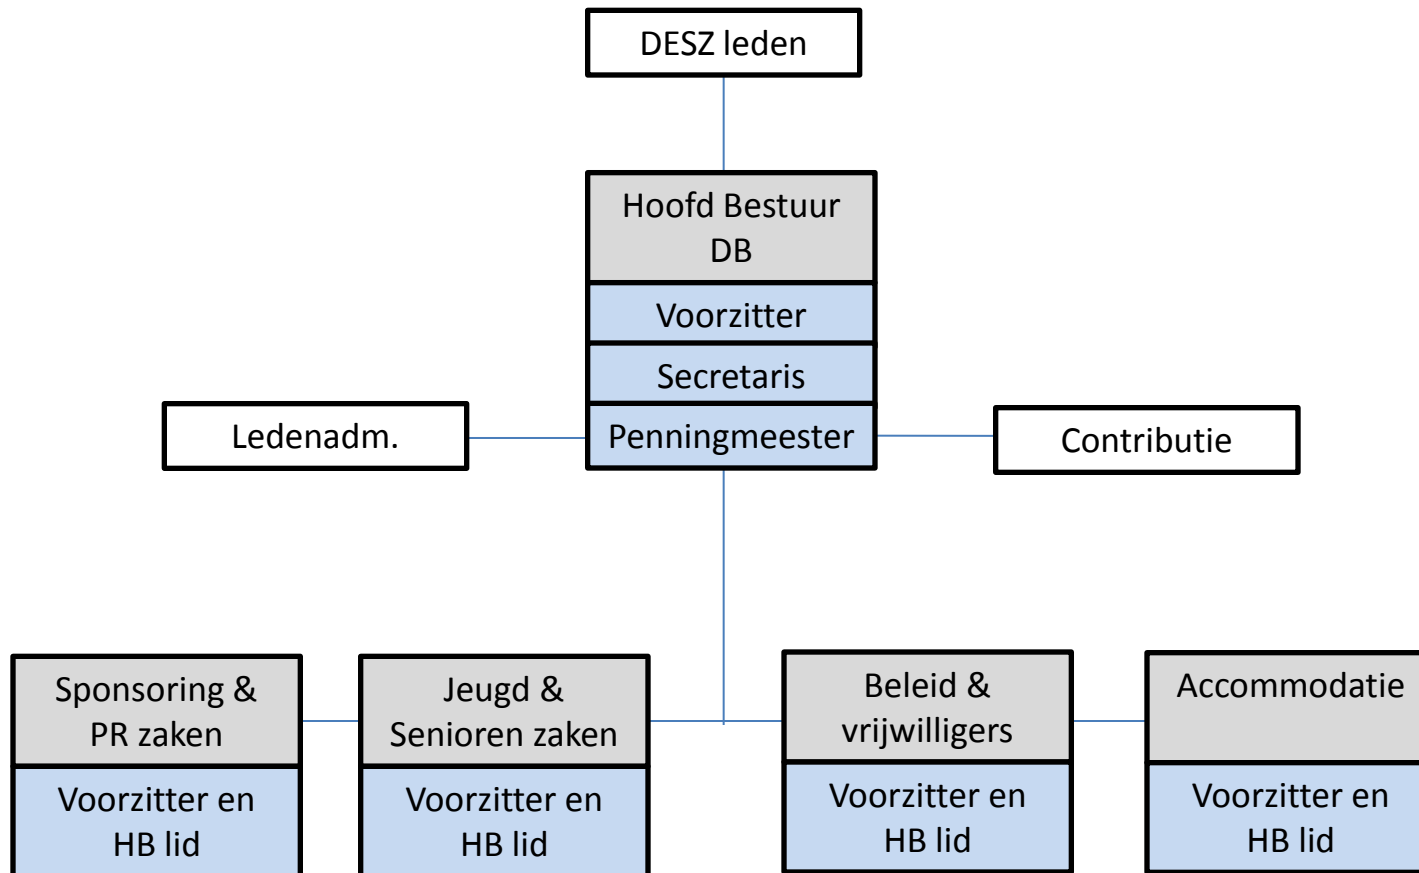 DESZ leden
Hoofd Bestuur
DB
Voorzitter
Secretaris
Penningmeester
Ledenadm.
Contributie
Sponsoring &
PR zaken
Voorzitter en
HB lid
Jeugd &
Senioren zaken
Voorzitter en
HB lid
Beleid &
vrijwilligers
Voorzitter en
HB lid
Accommodatie
Voorzitter en
HB lid